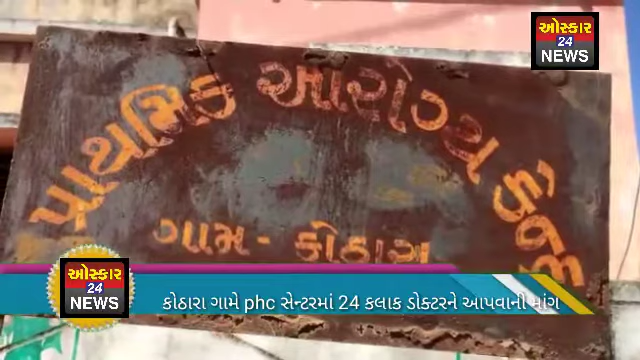 ઓસ્કાર
24
NEWS
પ્રાથમિક આરોગ્ય કેન્દ્ર
ગામ - કોઠારા
ઓસ્કાર
24
NEWS
કોઠારા ગામે phc સેન્ટરમાં 24 કલાક ડોક્ટરને આપવાની માંગ